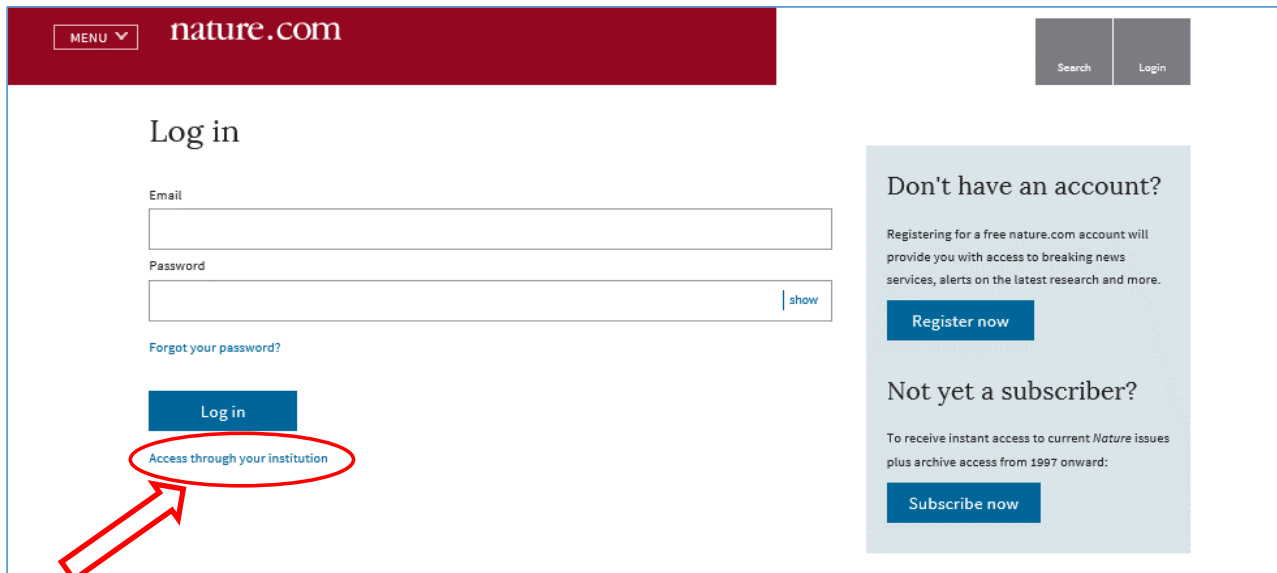 MENU
nature.com
Search
Login
Log in
Email
Password
show
Forgot your password?
Log in
Access through your institution
Don't have an account?
Registering for a free nature.com account will
provide you with access to breaking news
services, alerts on the latest research and more.
Register now
Not yet a subscriber?
To receive instant access to current Nature issues
plus archive access from 1997 onward:
Subscribe now